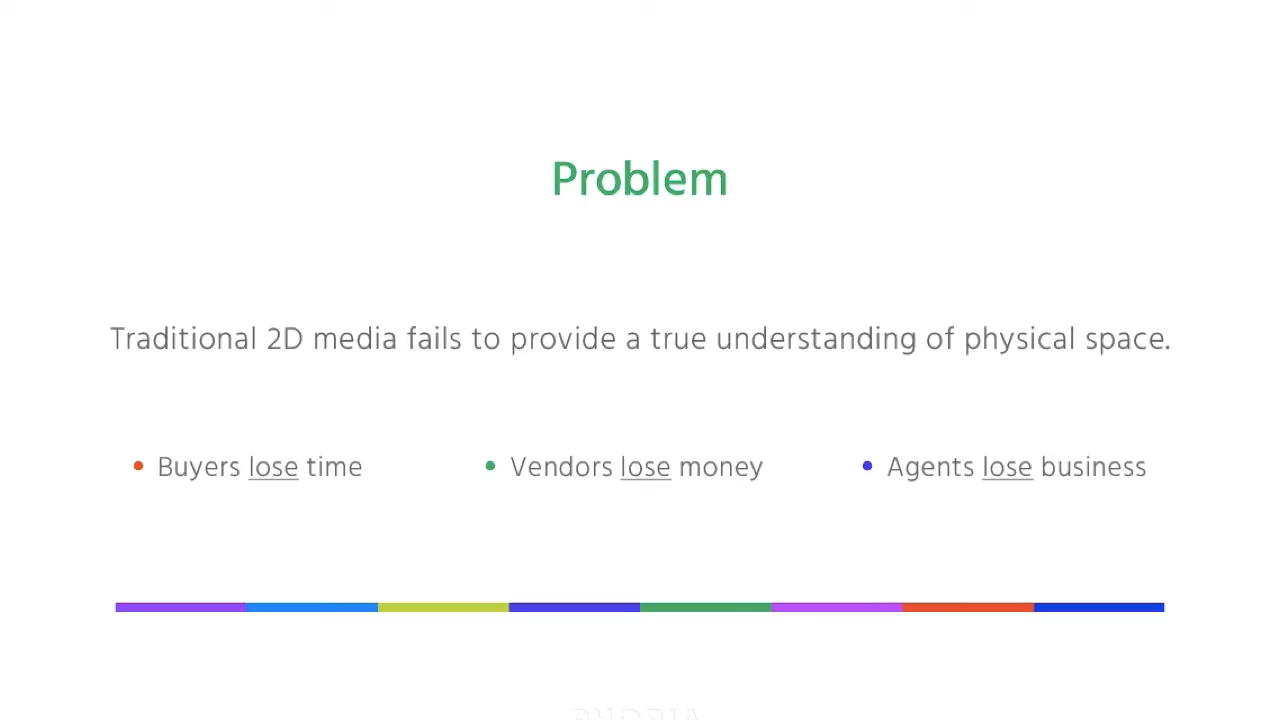 Problem
Traditional 2D media fails to provide a true understanding of physical space.
Buyers lose time
Vendors lose money
Agents lose business